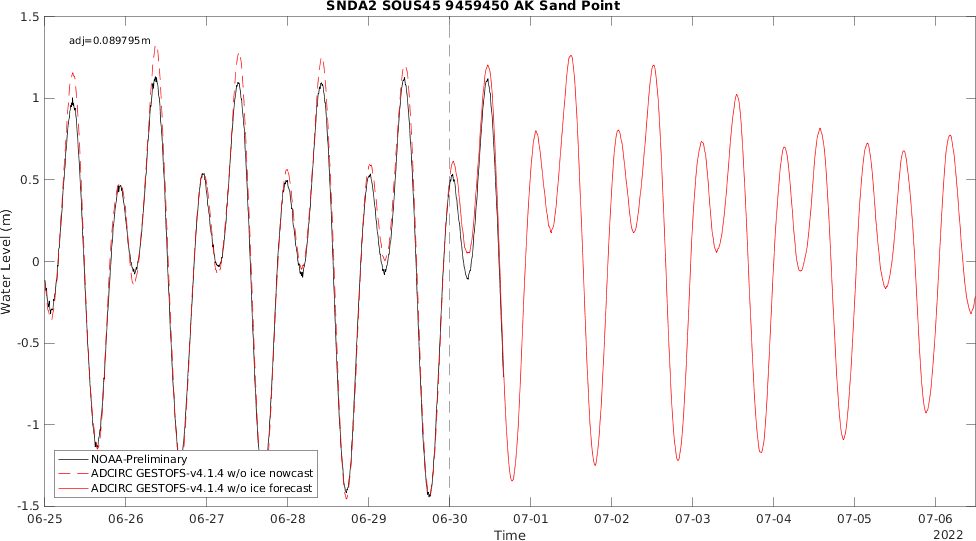 SNDA2 SOUS45 9459450 AK Sand Point
adj=0.089795m
1.5
1
0.5
0
-0.5
-1
-1.5
Water Level (m)
NOAA-Preliminary
ADCIRC GESTOFS-v4.1.4 w/o ice nowcast
ADCIRC GESTOFS-v4.1.4 w/o ice forecast
06-25 06-26 06-27 06-28 06-29 06-30 07-01 07-02 07-03 07-04 07-05 07-06
Time
2022